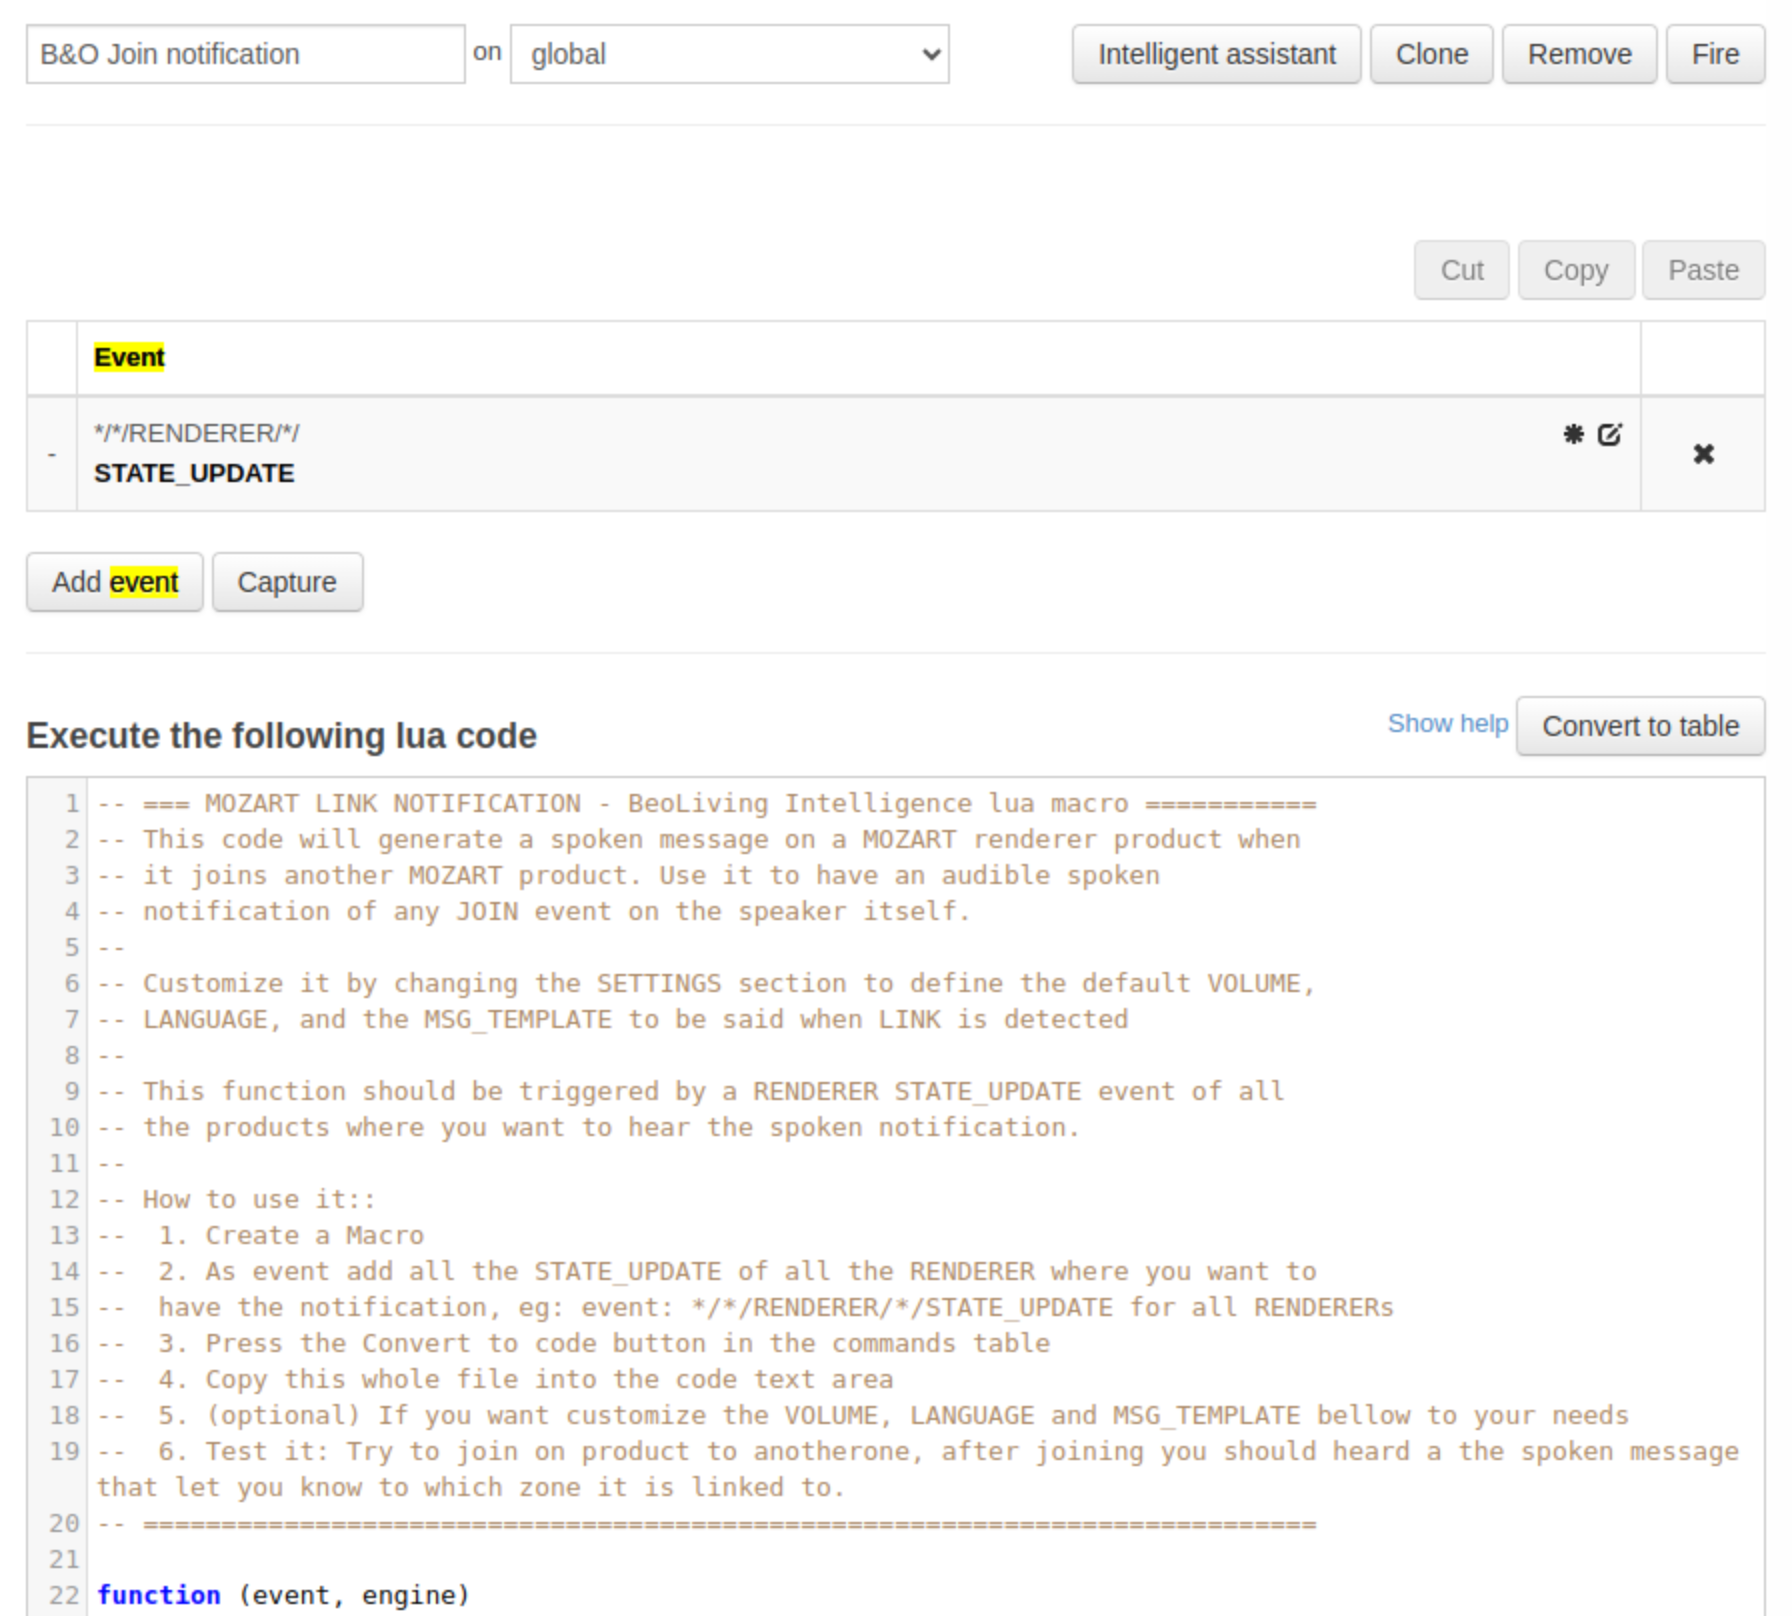 B&O Join notification on global Intelligent assistant Clone Remove Fire
Cut Copy Paste
Event
*/*/RENDERER/*/
- STATE_UPDATE
Add event Capture
Execute the following lua code Show help Convert to table
1 -- === MOZART LINK NOTIFICATION - BeoLiving Intelligence lua macro ===========
2 -- This code will generate a spoken message on a MOZART renderer product when
3 -- it joins another MOZART product. Use it to have an audible spoken
4 -- notification of any JOIN event on the speaker itself.
5 --
6 -- Customize it by changing the SETTINGS section to define the default VOLUME,
7 -- LANGUAGE, and the MSG_TEMPLATE to be said when LINK is detected
8 --
9 -- This function should be triggered by a RENDERER STATE_UPDATE event of all
10 -- the products where you want to hear the spoken notification.
11 --
12 -- How to use it::
13 --  1. Create a Macro
14 --  2. As event add all the STATE_UPDATE of all the RENDERER where you want to
15 --  have the notification, eg: event: */*/RENDERER/*/STATE_UPDATE for all RENDERERs
16 --  3. Press the Convert to code button in the commands table
17 --  4. Copy this whole file into the code text area
18 --  5. (optional) If you want customize the VOLUME, LANGUAGE and MSG_TEMPLATE bellow to your needs
19 --  6. Test it: Try to join on product to anotherone, after joining you should heard a the spoken message
that let you know to which zone it is linked to.
20 -- ===========================================================================
21
22 function (event, engine)